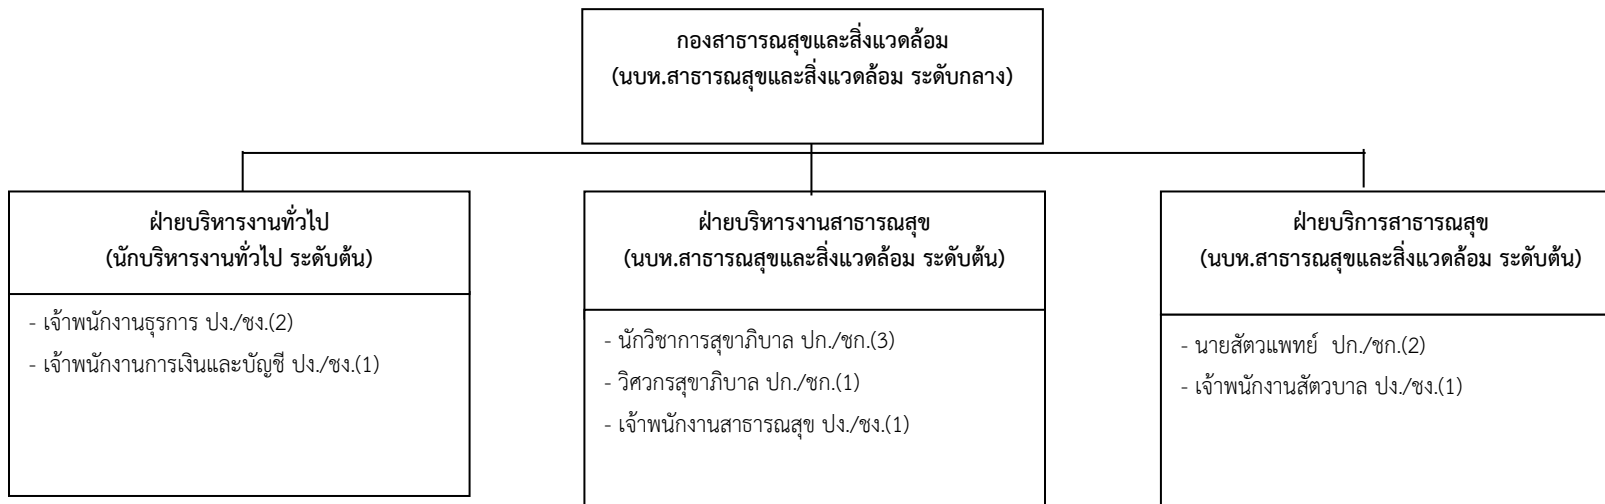 กองสาธารณสุขและสิ่งแวดล้อม
(นบห.สาธารณสุขและสิ่งแวดล้อม ระดับกลาง)
ฝ่ายบริหารงานทั่วไป
(นักบริหารงานทั่วไป ระดับต้น)
- เจ้าพนักงานธุรการ ปง./ชง.(2)
- เจ้าพนักงานการเงินและบัญชี ปง./ชง.(1)
ฝ่ายบริหารงานสาธารณสุข
(นบห.สาธารณสุขและสิ่งแวดล้อม ระดับต้น)
- นักวิชาการสุขาภิบาล ปก./ชก.(3)
- วิศวกรสุขาภิบาล ปก./ชก.(1)
- เจ้าพนักงานสาธารณสุข ปง./ชง.(1)
ฝ่ายบริการสาธารณสุข
(นบห.สาธารณสุขและสิ่งแวดล้อม ระดับต้น)
- นายสัตวแพทย์  ปก./ชก.(2)
- เจ้าพนักงานสัตวบาล ปง./ชง.(1)